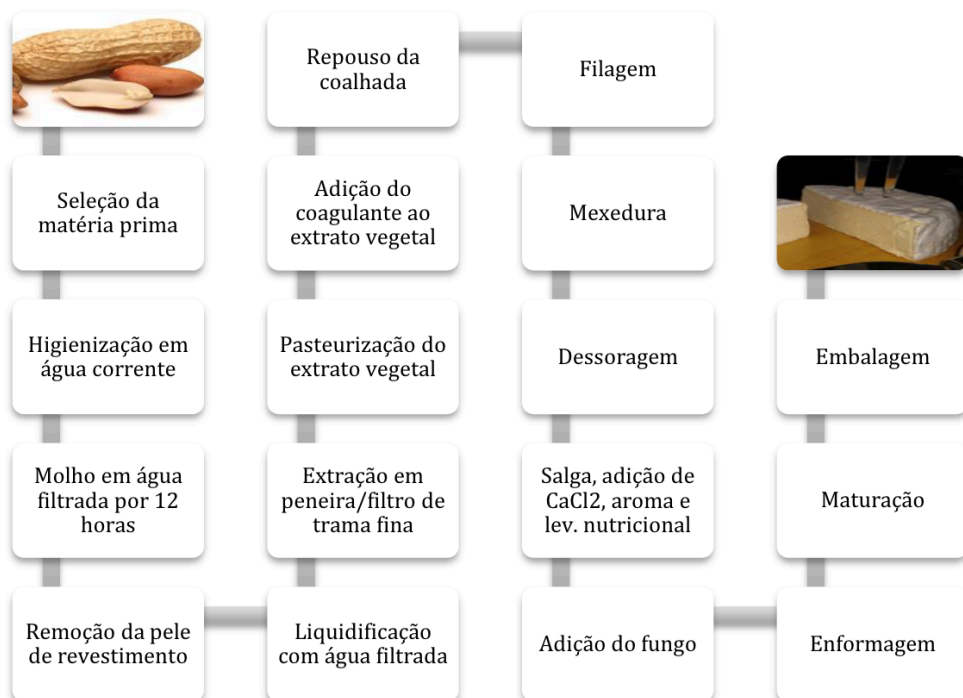 Seleção da
matéria prima
Higienização em
água corrente
Molho em água
filtrada por 12
horas
Remoção da pele
de revestimento
Liquidificação
com água filtrada
Extração em
peneira/filtro de
trama fina
Pasteurização do
extrato vegetal
Adição do
coagulante ao
extrato vegetal
Repouso da
coalhada
Filagem
Mexedura
Dessoragem
Salga, adição de
CaCl2, aroma e
lev. nutricional
Adição do fungo
Enformagem
Maturação
Embalagem